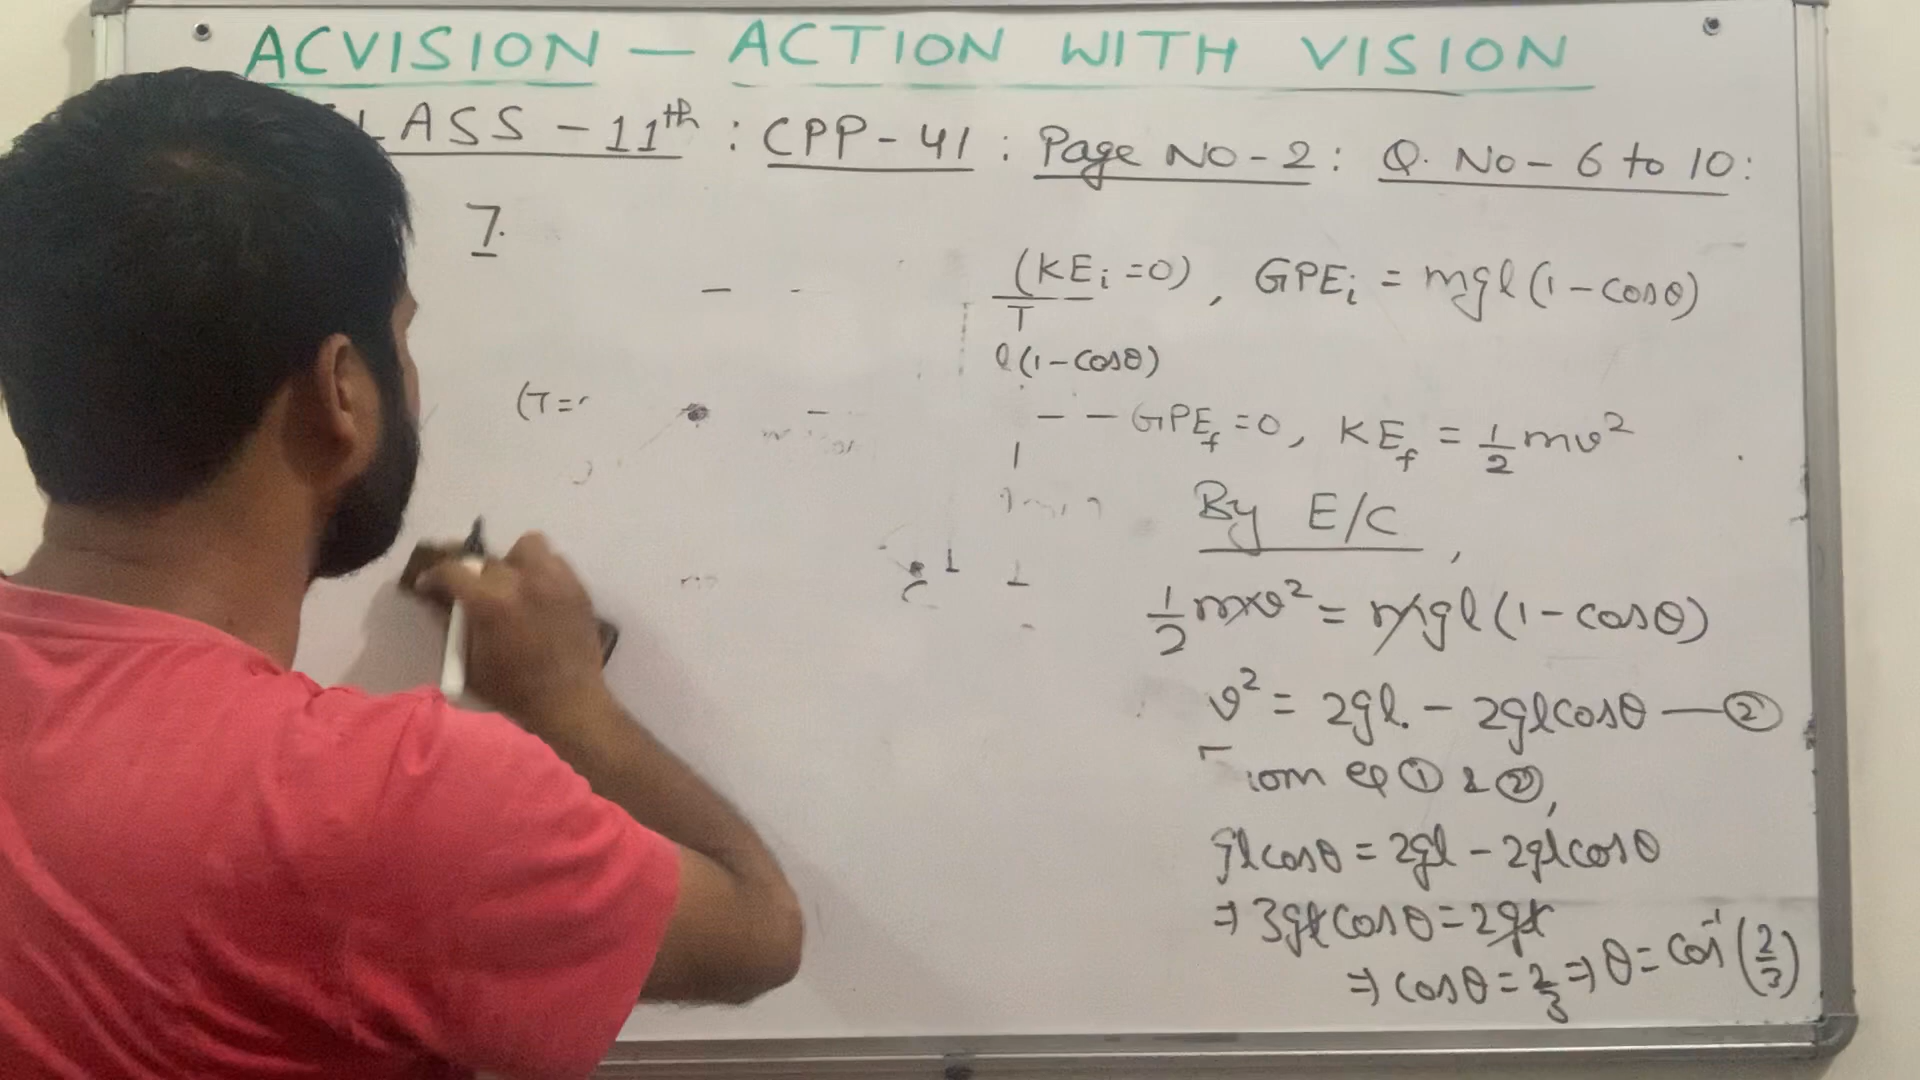 ACVISION — ACTION WITH VISION
LASS - 11th : CPP - 41 : Page No - 2 : Q. No - 6 to 10 :
7.
(KEi = 0), GPEi = mgl(1 - cosθ)
l(1 - cosθ)
(T=
GPEf = 0, KEf = 1/2 mv²
By E/C,
1/2 mv² = mgl(1 - cosθ)
v² = 2gl. - 2glcosθ — ②
rom eq ① & ②,
glcosθ = 2gl - 2glcosθ
⇒ 3glcosθ = 2gl
⇒ cosθ = 2/3 ⇒ θ = cos⁻¹(2/3)